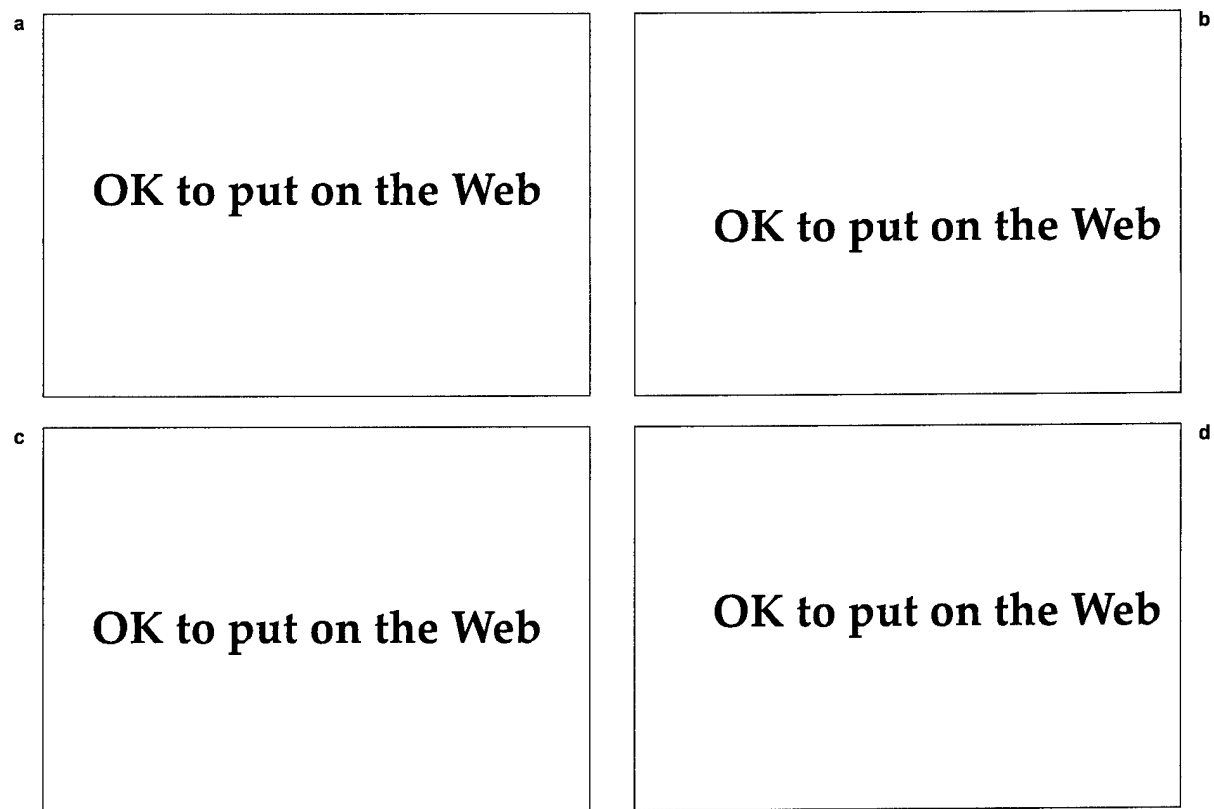 a
OK to put on the Web
b
OK to put on the Web
c
OK to put on the Web
d
OK to put on the Web